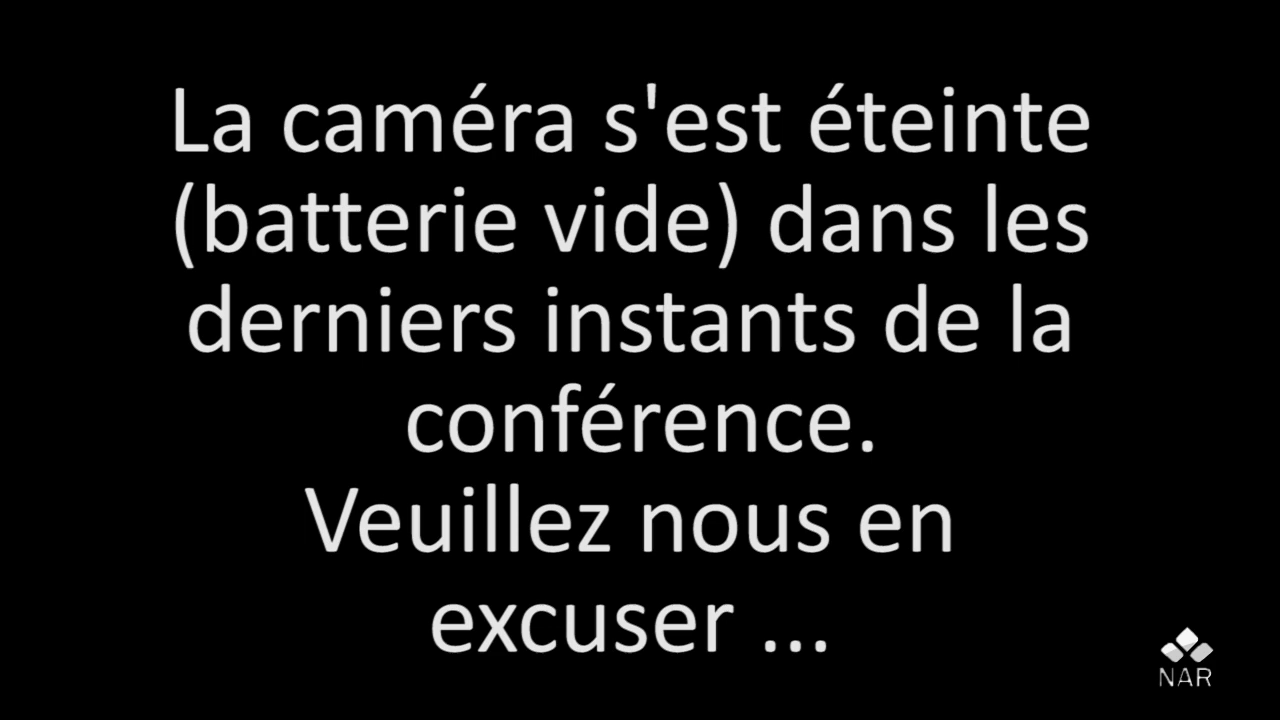 La caméra s'est éteinte
(batterie vide) dans les
derniers instants de la
conférence.
Veuillez nous en
excuser ...
NAR